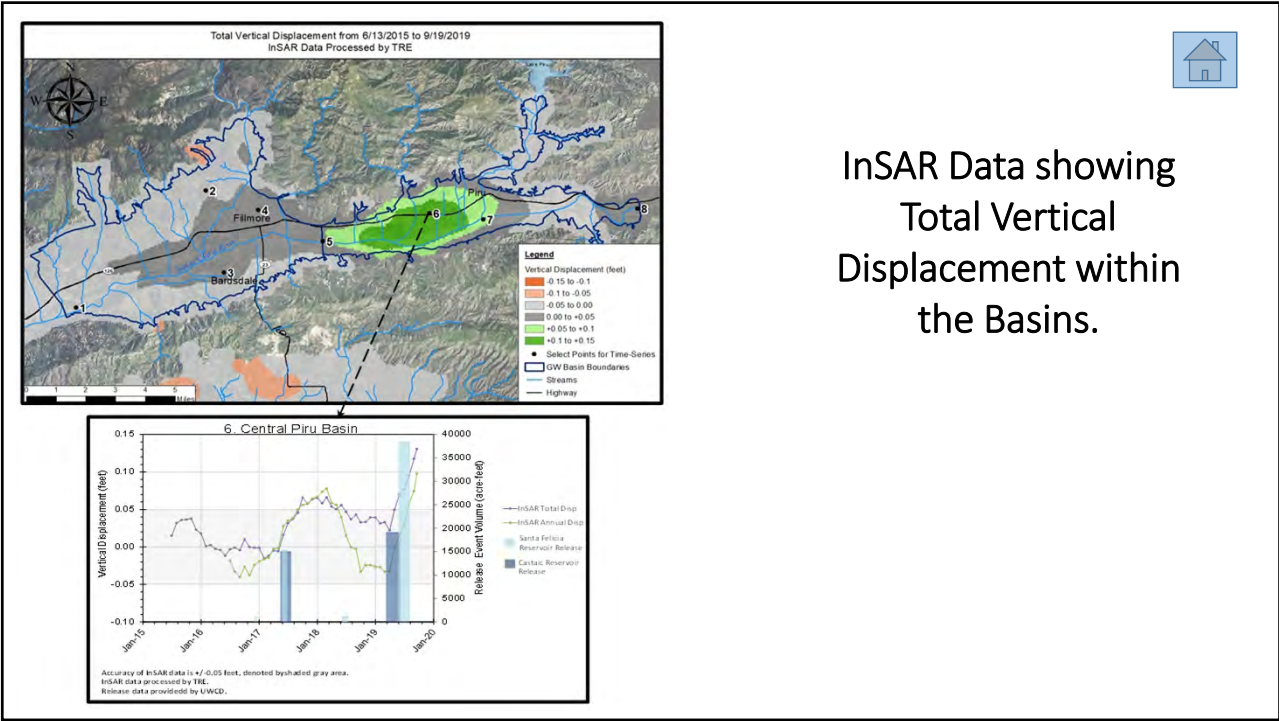 Total Vertical Displacement from 6/13/2015 to 9/19/2019
InSAR Data Processed by TRE
N
W E
S
2
4
Fillmore
6
Piru
7
8
5
3
Bardsdale
1
Legend
Vertical Displacement (feet)
-0.15 to -0.1
-0.1 to -0.05
-0.05 to 0.00
0.00 to +0.05
+0.05 to +0.1
+0.1 to +0.15
Select Points for Time-Series
GW Basin Boundaries
Streams
Highway
0 1 2 3 4 5
Miles
InSAR Data showing
Total Vertical
Displacement within
the Basins.
6. Central Piru Basin
Vertical Displacement (feet)
0.15
0.10
0.05
0.00
-0.05
-0.10
40000
35000
30000
25000
20000
15000
10000
5000
0
Release Event Volume (acre-feet)
Jan-15 Jan-16 Jan-17 Jan-18 Jan-19 Jan-20
InSAR Total Disp
InSAR Annual Disp
Santa Felicia
Reservoir Release
Castaic Reservoir
Release
Accuracy of InSAR data is +/-0.05 feet, denoted byshaded gray area.
InSAR data processed by TRE.
Release data providedd by UWCD.